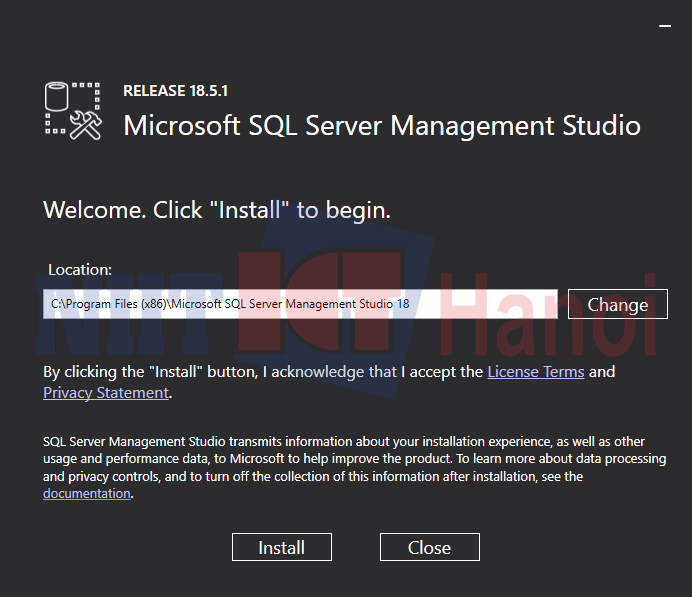 RELEASE 18.5.1
Microsoft SQL Server Management Studio
Welcome. Click "Install" to begin.
Location:
C:\Program Files (x86)\Microsoft SQL Server Management Studio 18
Change
NIIT ICT Hanoi
By clicking the "Install" button, I acknowledge that I accept the License Terms and
Privacy Statement.
SQL Server Management Studio transmits information about your installation experience, as well as other
usage and performance data, to Microsoft to help improve the product. To learn more about data processing
and privacy controls, and to turn off the collection of this information after installation, see the
documentation.
Install
Close